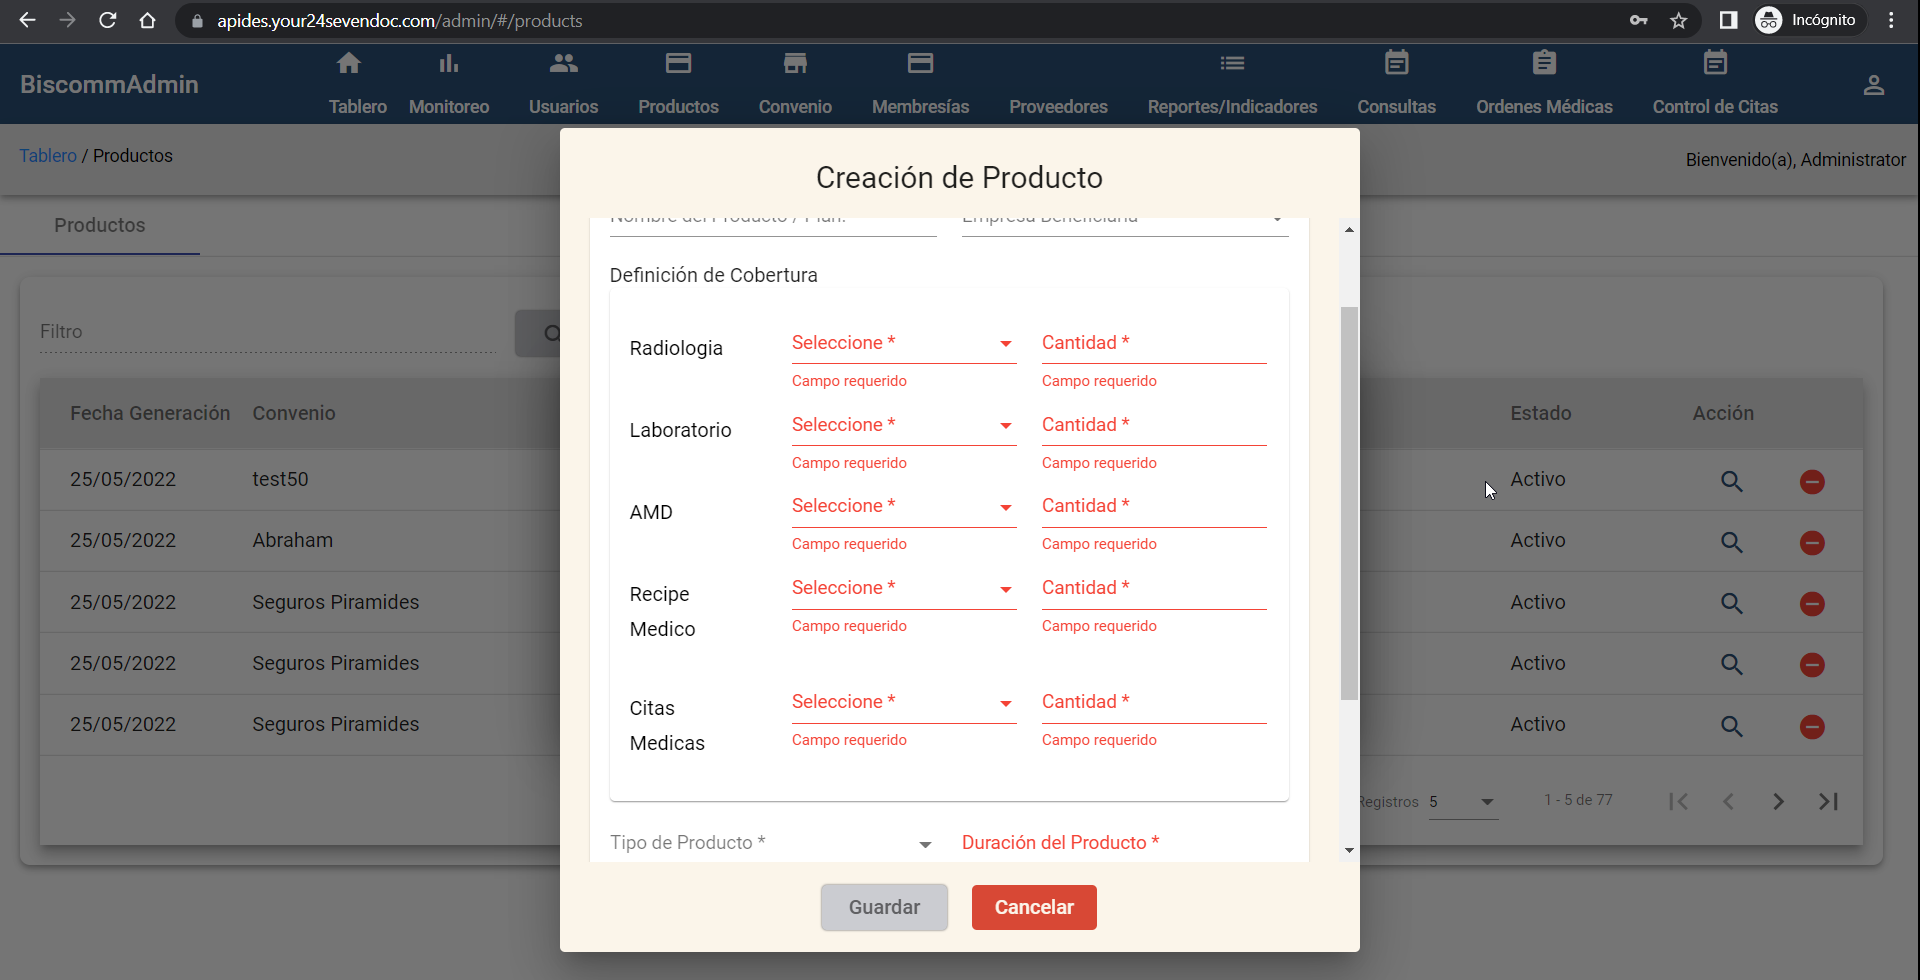 apides.your24sevendoc.com/admin/#/products
Incógnito
BiscommAdmin
Tablero
Monitoreo
Usuarios
Productos
Convenio
Membresías
Proveedores
Reportes/Indicadores
Consultas
Ordenes Médicas
Control de Citas
Tablero / Productos
Bienvenido(a), Administrator
Productos
Filtro
Fecha Generación Convenio Estado Acción
25/05/2022 test50 Activo
25/05/2022 Abraham Activo
25/05/2022 Seguros Piramides Activo
25/05/2022 Seguros Piramides Activo
25/05/2022 Seguros Piramides Activo
Registros 5 1 - 5 de 77
Creación de Producto
Nombre del Producto / Plan. Empresa Beneficiaria
Definición de Cobertura
Radiologia Seleccione * Cantidad *
Campo requerido Campo requerido
Laboratorio Seleccione * Cantidad *
Campo requerido Campo requerido
AMD Seleccione * Cantidad *
Campo requerido Campo requerido
Recipe Seleccione * Cantidad *
Medico Campo requerido Campo requerido
Citas Seleccione * Cantidad *
Medicas Campo requerido Campo requerido
Tipo de Producto * Duración del Producto *
Guardar Cancelar